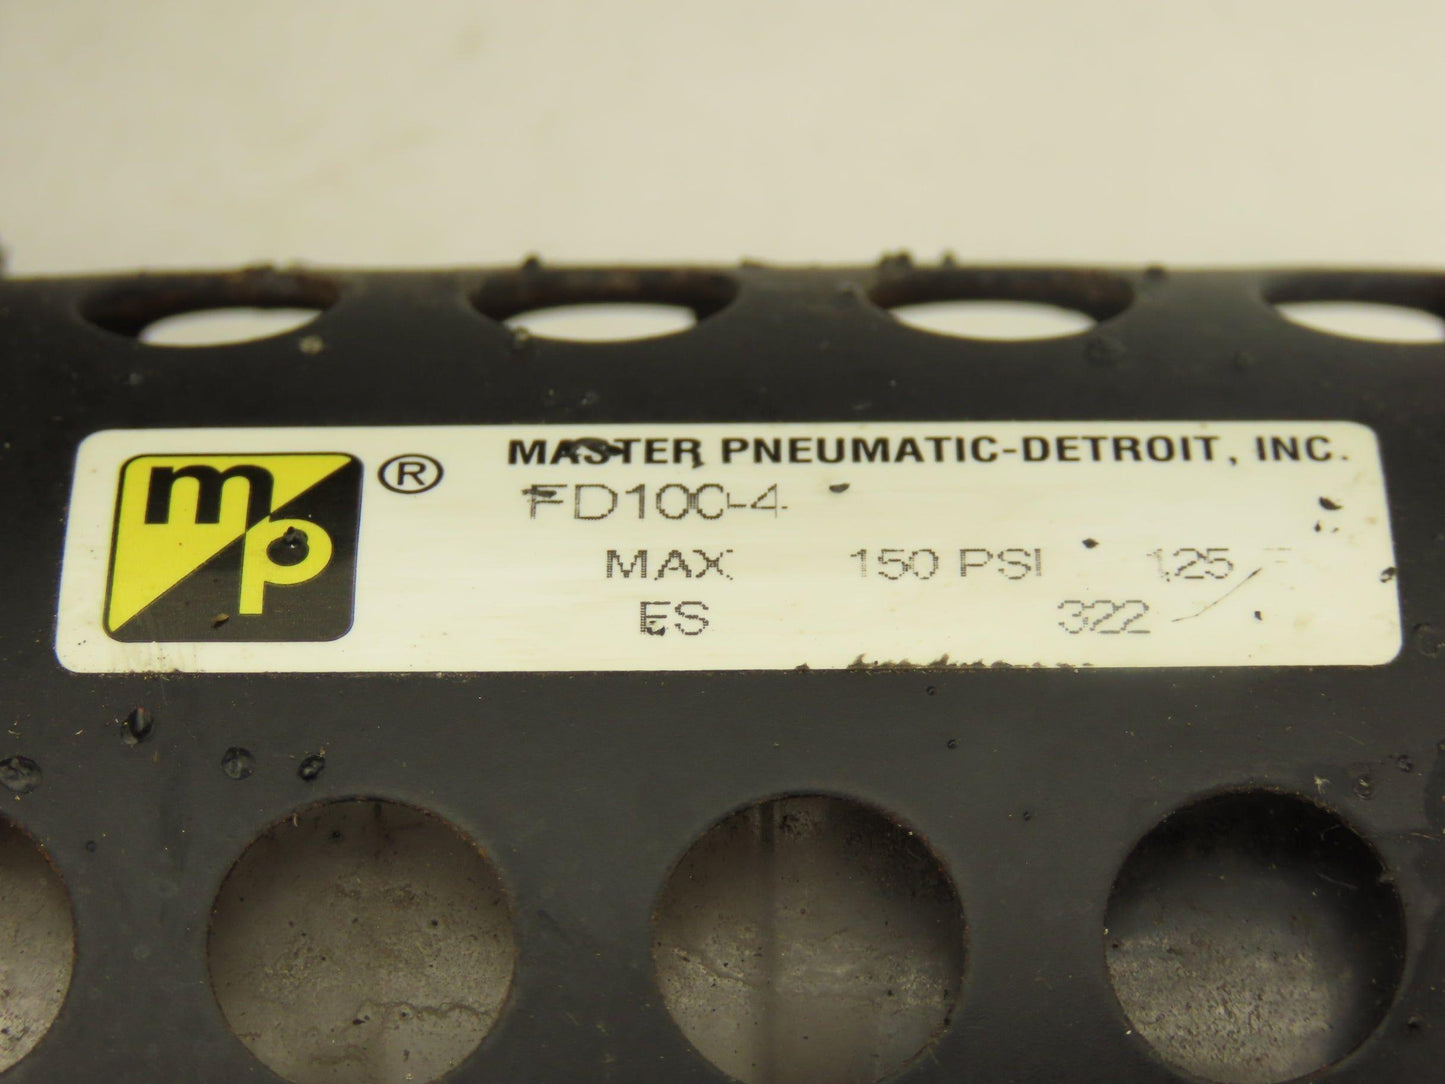 mp ®
MASTER PNEUMATIC-DETROIT, INC.
FD100-4
MAX 150 PSI 125
ES 322